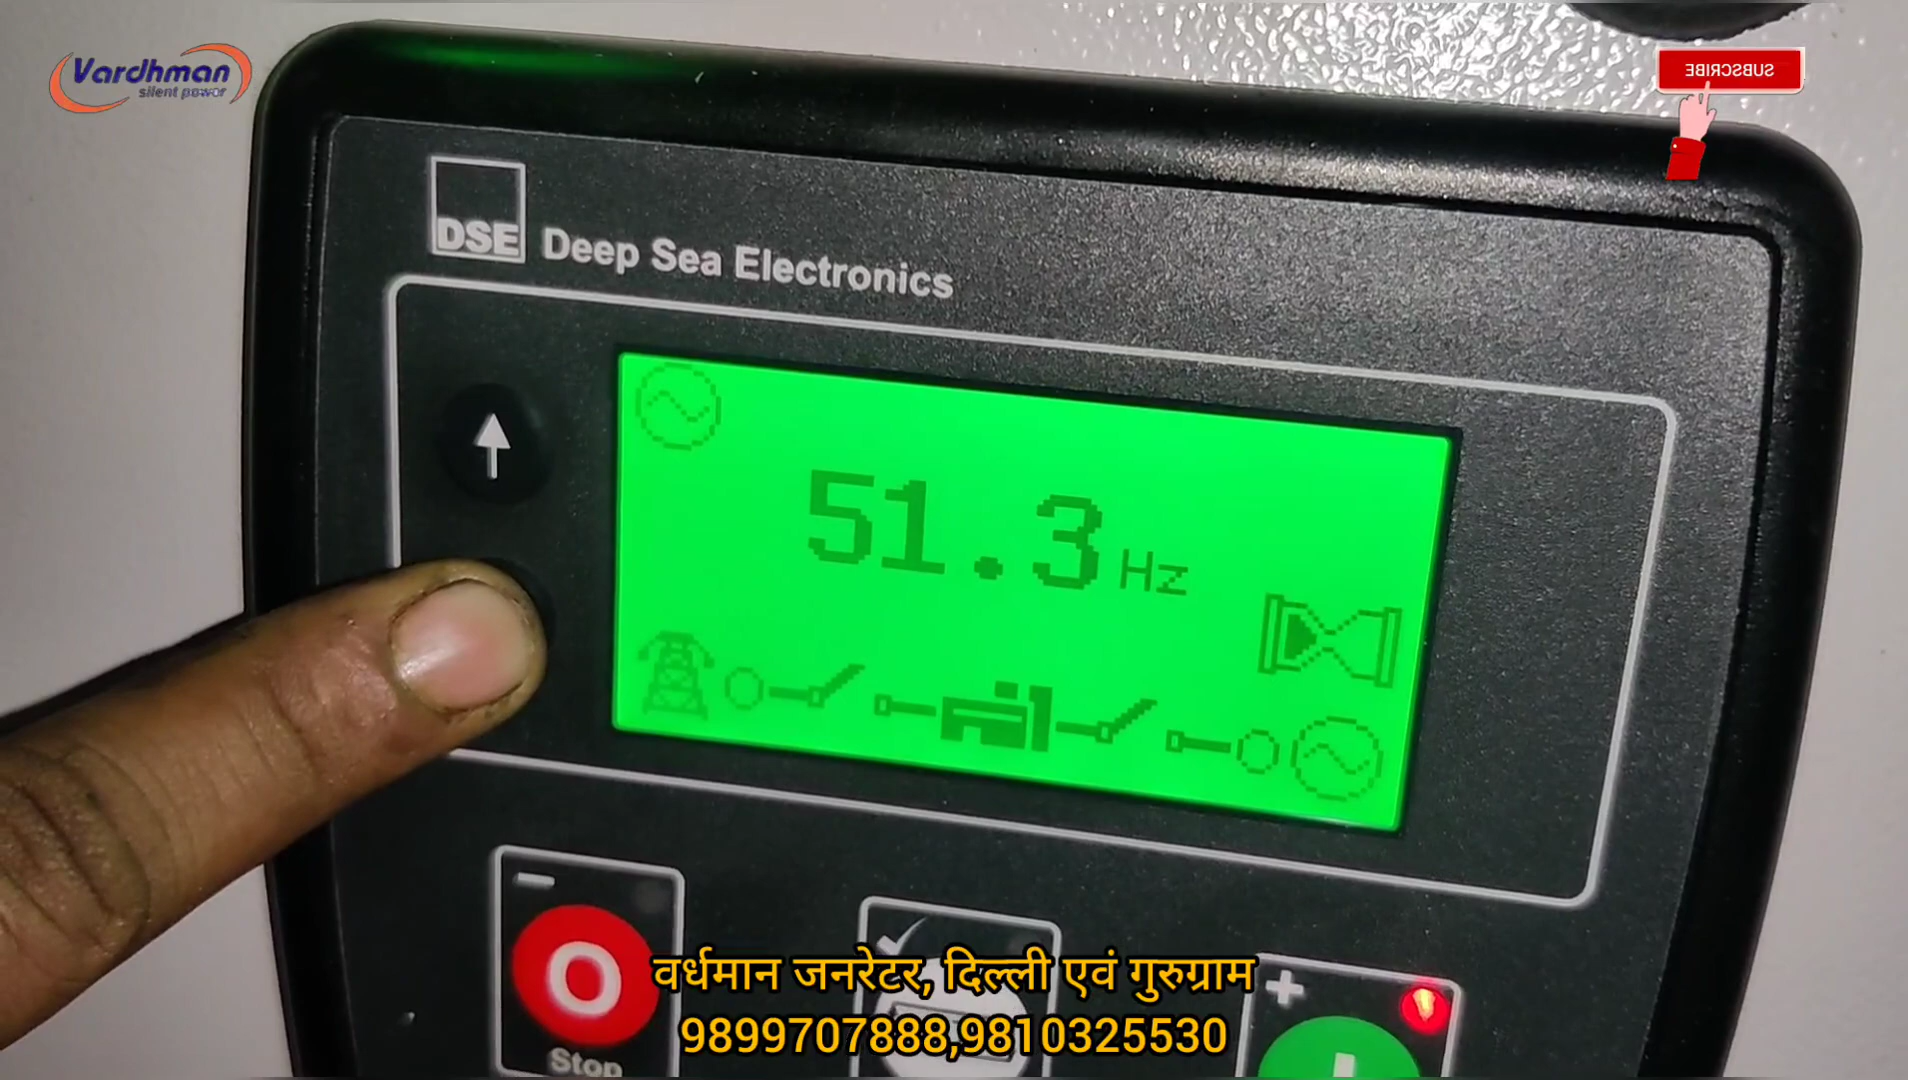 Vardhman
silent power
SUBSCRIBE
DSE Deep Sea Electronics
51.3 Hz
Stop
वर्धमान जनरेटर, दिल्ली एवं गुरुग्राम
9899707888,9810325530